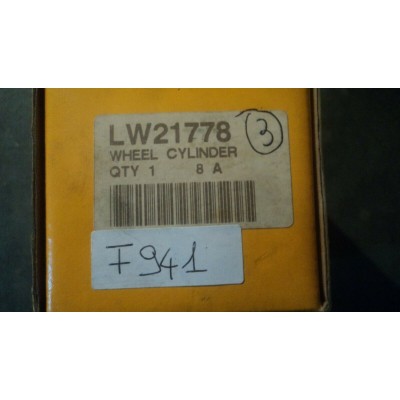 LW21778 3
WHEEL CYLINDER
QTY 1 8 A
F941